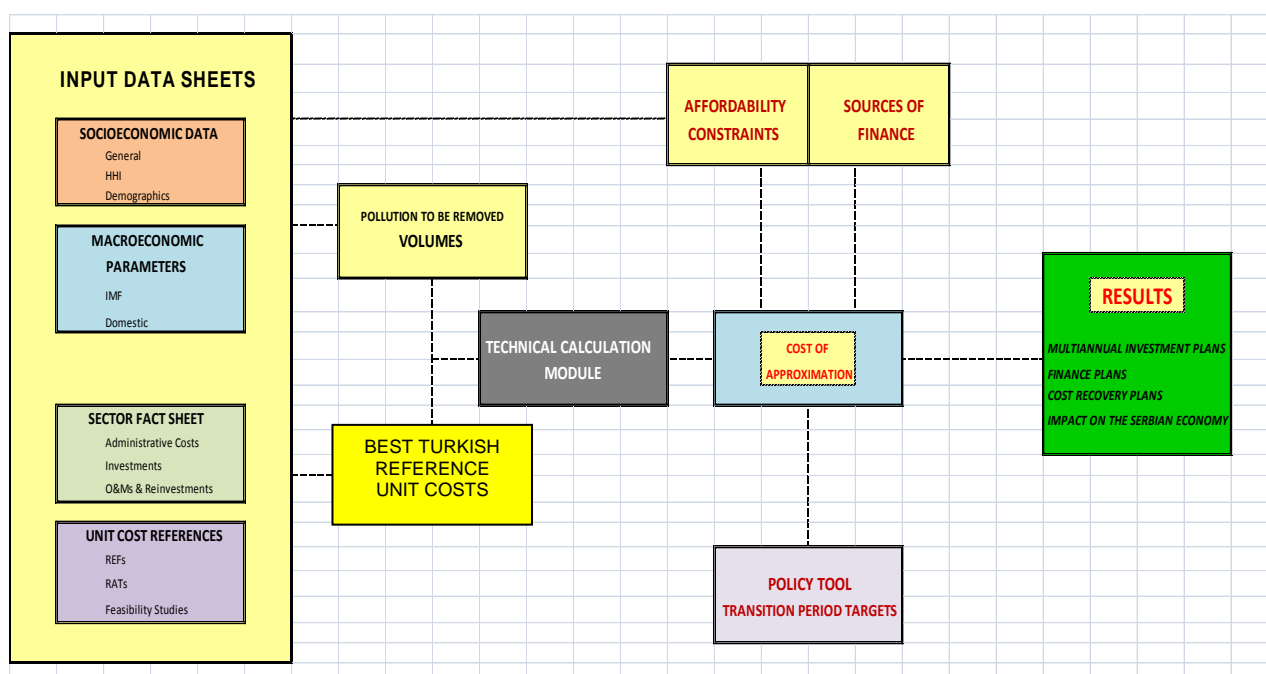 INPUT DATA SHEETS
SOCIOECONOMIC DATA
General
HHI
Demographics
MACROECONOMIC
PARAMETERS
IMF
Domestic
SECTOR FACT SHEET
Administrative Costs
Investments
O&Ms & Reinvestments
UNIT COST REFERENCES
REFs
RATs
Feasibility Studies
POLLUTION TO BE REMOVED
VOLUMES
BEST TURKISH
REFERENCE
UNIT COSTS
TECHNICAL CALCULATION
MODULE
AFFORDABILITY
CONSTRAINTS
SOURCES OF
FINANCE
COST OF
APPROXIMATION
POLICY TOOL
TRANSITION PERIOD TARGETS
RESULTS
MULTIANNUAL INVESTMENT PLANS
FINANCE PLANS
COST RECOVERY PLANS
IMPACT ON THE SERBIAN ECONOMY